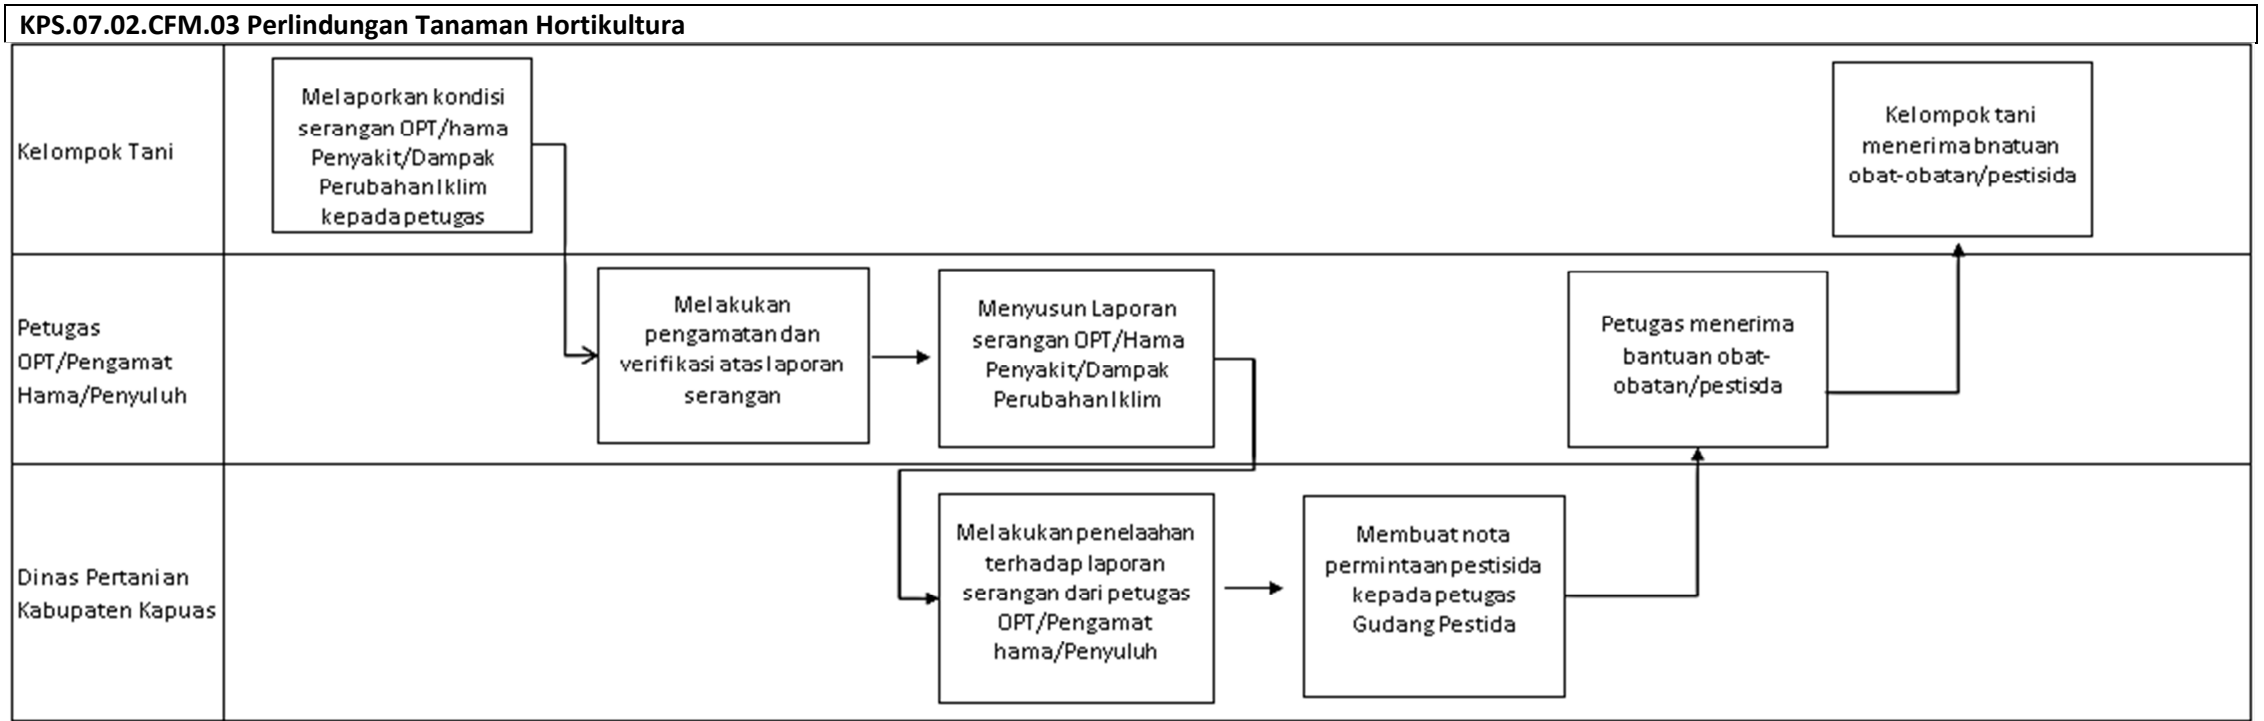 KPS.07.02.CFM.03 Perlindungan Tanaman Hortikultura
Kelompok Tani
Melaporkan kondisi
serangan OPT/hama
Penyakit/Dampak
Perubahan Iklim
kepada petugas
Kelompok tani
menerima bnatuan
obat-obatan/pestisida
Petugas
OPT/Pengamat
Hama/Penyuluh
Melakukan
pengamatan dan
verifikasi atas laporan
serangan
Menyusun Laporan
serangan OPT/Hama
Penyakit/Dampak
Perubahan Iklim
Petugas menerima
bantuan obat-
obatan/pestisda
Dinas Pertanian
Kabupaten Kapuas
Melakukan penelaahan
terhadap laporan
serangan dari petugas
OPT/Pengamat
hama/Penyuluh
Membuat nota
permintaan pestisida
kepada petugas
Gudang Pestida